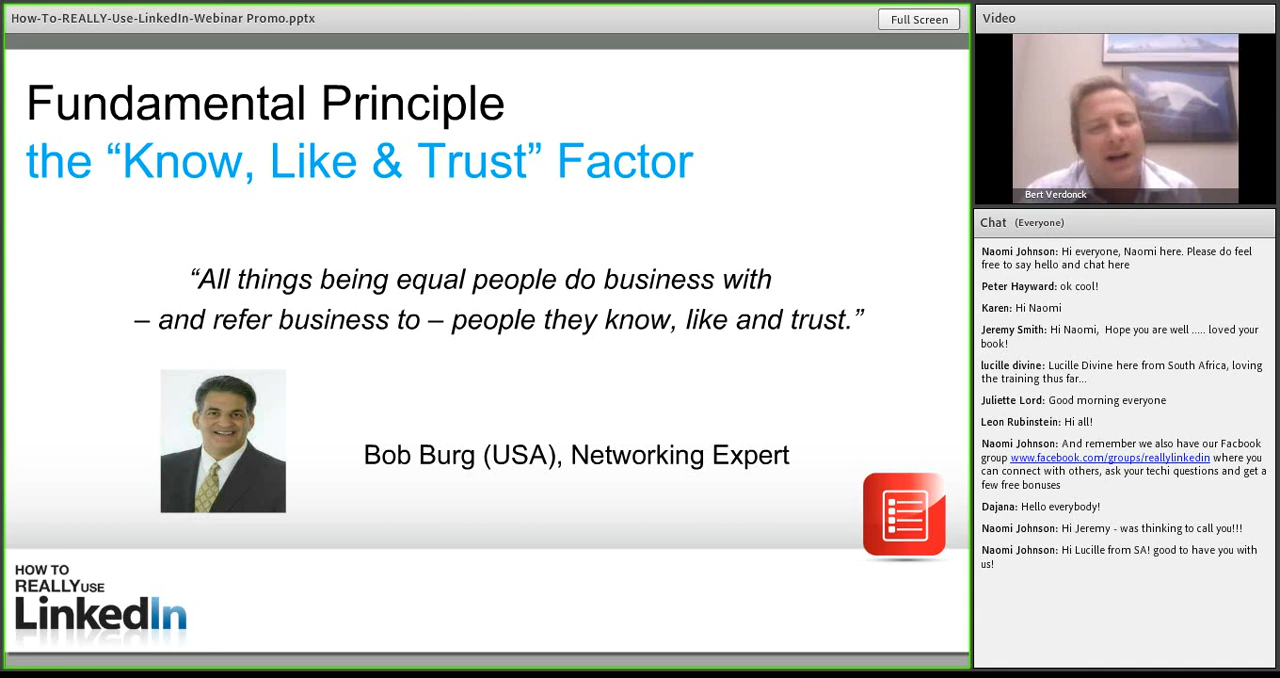 How-To-REALLY-Use-LinkedIn-Webinar Promo.pptx
Full Screen
Fundamental Principle
the “Know, Like & Trust” Factor
“All things being equal people do business with
– and refer business to – people they know, like and trust.”
Bob Burg (USA), Networking Expert
HOW TO
REALLY USE
LinkedIn
Video
Bert Verdonck
Chat (Everyone)
Naomi Johnson: Hi everyone, Naomi here. Please do feel
free to say hello and chat here
Peter Hayward: ok cool!
Karen: Hi Naomi
Jeremy Smith: Hi Naomi, Hope you are well ..... loved your
book!
lucille divine: Lucille Divine here from South Africa, loving
the training thus far...
Juliette Lord: Good morning everyone
Leon Rubinstein: Hi all!
Naomi Johnson: And remember we also have our Facbook
group www.facebook.com/groups/reallylinkedin where you
can connect with others, ask your techi questions and get a
few free bonuses
Dajana: Hello everybody!
Naomi Johnson: Hi Jeremy - was thinking to call you!!!
Naomi Johnson: Hi Lucille from SA! good to have you with
us!